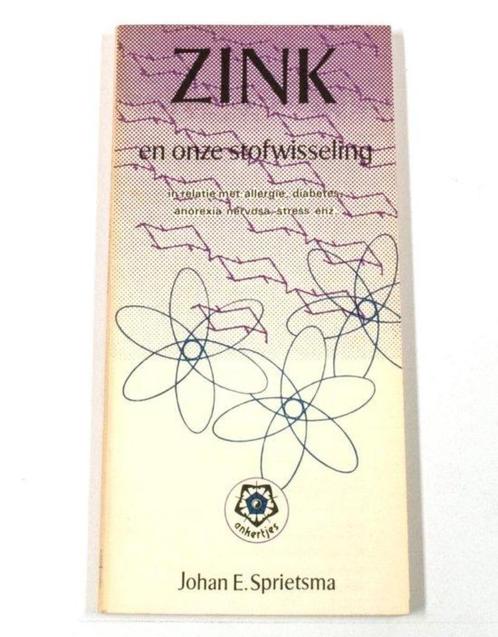 ZINK
en onze stofwisseling
in relatie met allergie, diabetes,
anorexia nervosa, stress enz.
ankertjes
Johan E. Sprietsma